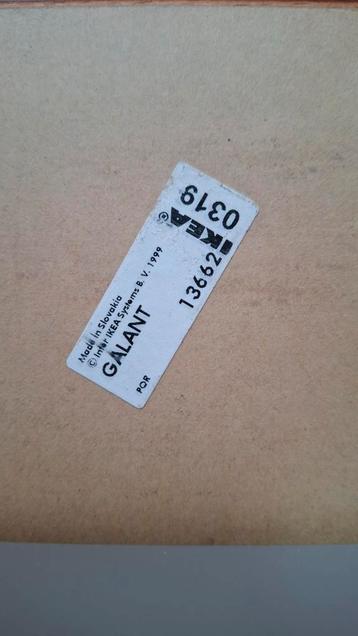 Made in Slovakia
© Inter IKEA Systems B. V. 1999
GALANT
POR
13662
IKEA®
0319